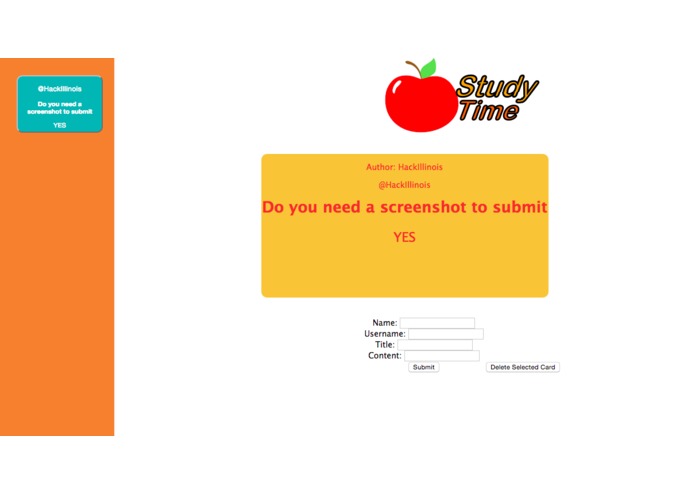 @HackIllinois
Do you need a
screenshot to submit
YES
Study
Time
Author: HackIllinois
@HackIllinois
Do you need a screenshot to submit
YES
Name:
Username:
Title:
Content:
Submit
Delete Selected Card